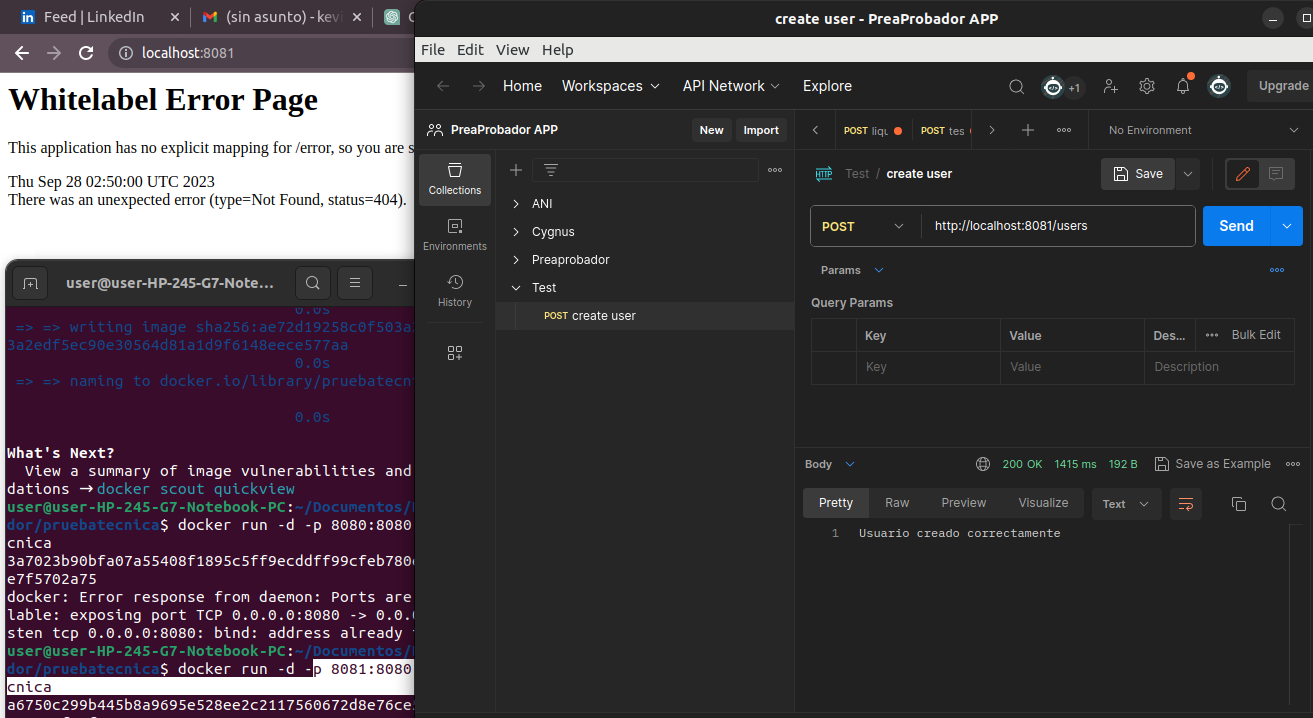 Feed | LinkedIn
(sin asunto) - kevi
localhost:8081
Whitelabel Error Page
This application has no explicit mapping for /error, so you are s
Thu Sep 28 02:50:00 UTC 2023
There was an unexpected error (type=Not Found, status=404).
user@user-HP-245-G7-Note...
0.0s
=> => writing image sha256:ae72d19258c0f503a
3a2edf5ec90e30564d81a1d9f6148eece577aa
0.0s
=> => naming to docker.io/library/pruebatecn
0.0s
What's Next?
View a summary of image vulnerabilities and
dations → docker scout quickview
user@user-HP-245-G7-Notebook-PC:~/Documentos/
dor/pruebatecnica$ docker run -d -p 8080:8080
cnica
3a7023b90bfa07a55408f1895c5ff9ecddff99cfeb780
e7f5702a75
docker: Error response from daemon: Ports are
lable: exposing port TCP 0.0.0.0:8080 -> 0.0.
sten tcp 0.0.0.0:8080: bind: address already
user@user-HP-245-G7-Notebook-PC:~/Documentos/
dor/pruebatecnica$ docker run -d -p 8081:8080
cnica
a6750c299b445b8a9695e528ee2c2117560672d8e76ce
create user - PreaProbador APP
File Edit View Help
Home Workspaces API Network Explore +1 Upgrade
PreaProbador APP New Import POST liqu POST tes No Environment
Collections
Environments
History
ANI
Cygnus
Preaprobador
Test
POST create user
HTTP Test / create user Save
POST http://localhost:8081/users Send
Params
Query Params
Key Value Des... Bulk Edit
Key Value Description
Body 200 OK 1415 ms 192 B Save as Example
Pretty Raw Preview Visualize Text
1 Usuario creado correctamente